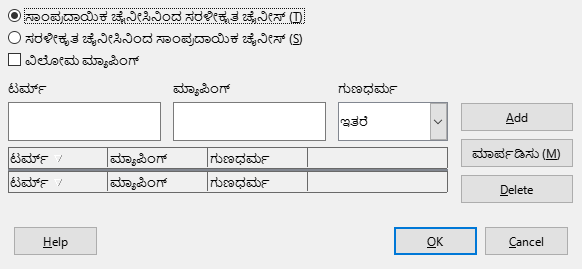 ಸಾಂಪ್ರದಾಯಿಕ ಚೈನೀಸಿನಿಂದ ಸರಳೀಕೃತ ಚೈನೀಸ್ (T)
ಸರಳೀಕೃತ ಚೈನೀಸಿನಿಂದ ಸಾಂಪ್ರದಾಯಿಕ ಚೈನೀಸ್ (S)
ವಿಲೋಮ ಮ್ಯಾಪಿಂಗ್
ಟರ್ಮ್ ಮ್ಯಾಪಿಂಗ್ ಗುಣಧರ್ಮ
ಇತರೆ Add
ಟರ್ಮ್ ಮ್ಯಾಪಿಂಗ್ ಗುಣಧರ್ಮ ಮಾರ್ಪಡಿಸು (M)
ಟರ್ಮ್ ಮ್ಯಾಪಿಂಗ್ ಗುಣಧರ್ಮ Delete
Help OK Cancel